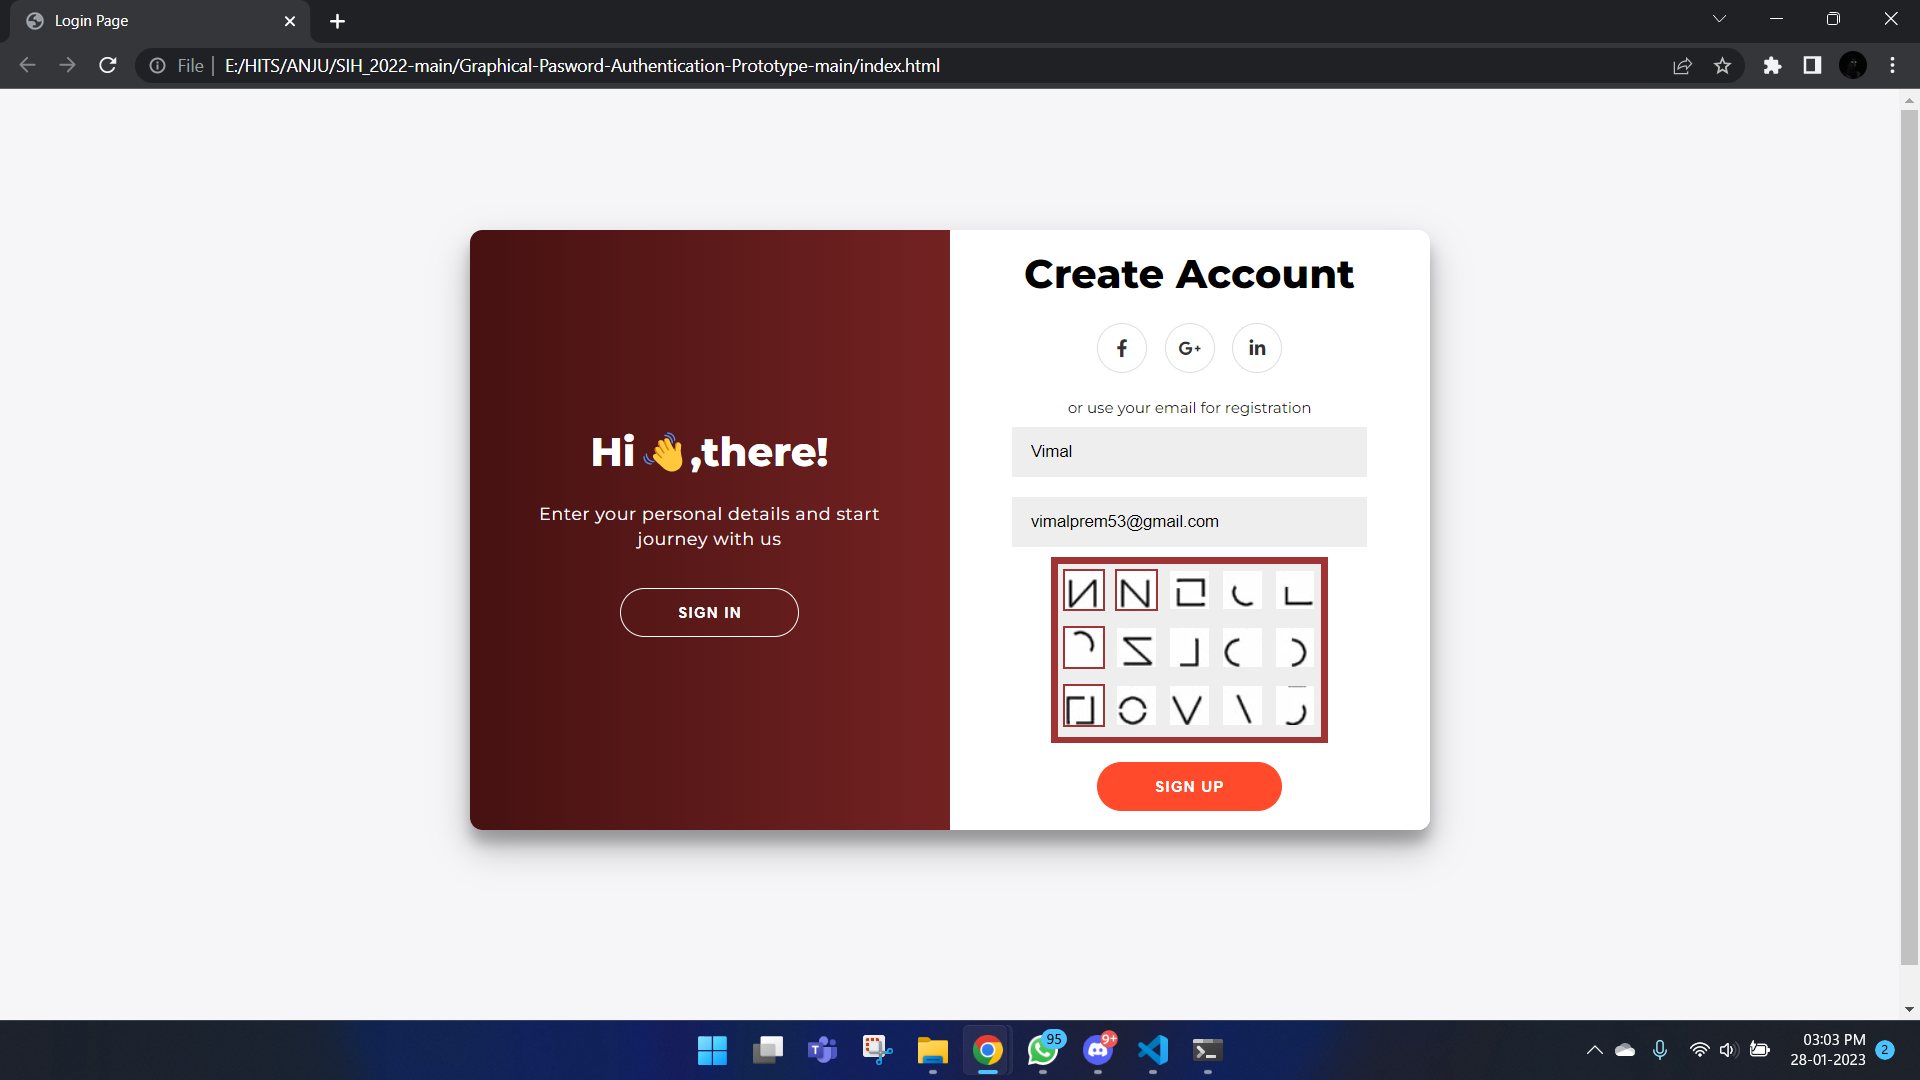 Login Page
File
E:/HITS/ANJU/SIH_2022-main/Graphical-Pasword-Authentication-Prototype-main/index.html
Hi 👋,there!
Enter your personal details and start
journey with us
SIGN IN
Create Account
f G+ in
or use your email for registration
Vimal
vimalprem53@gmail.com
SIGN UP
T
95
9+
03:03 PM
28-01-2023
2